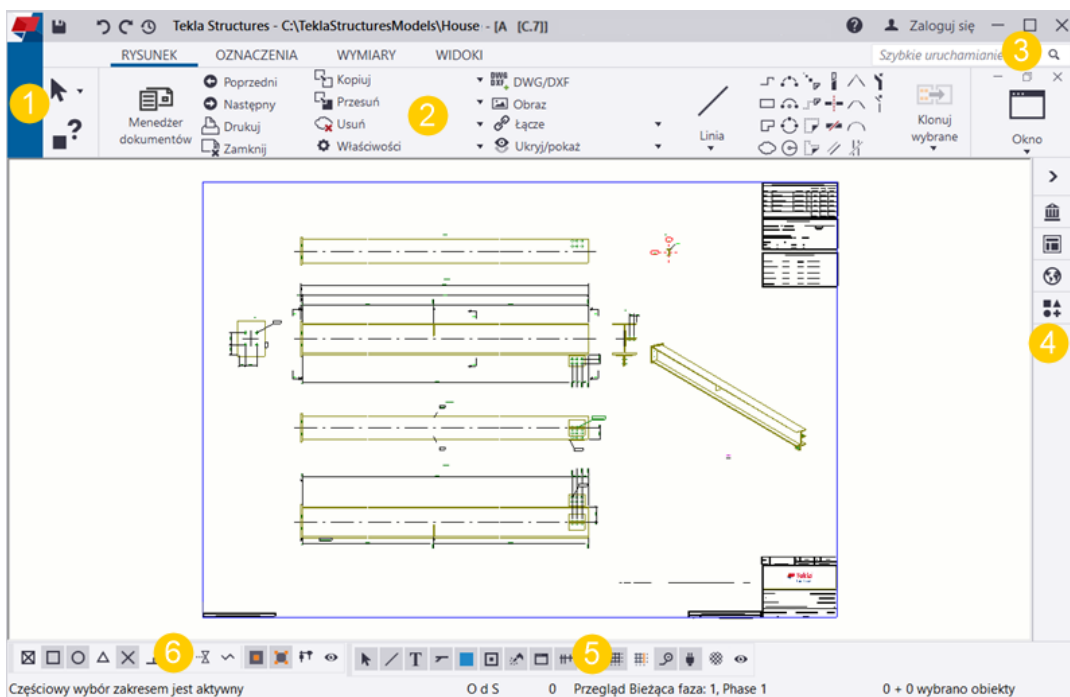 Tekla Structures - C:\TeklaStructuresModels\House - [A [C.7]]
Zaloguj się
RYSUNEK OZNACZENIA WYMIARY WIDOKI
Szybkie uruchamianie
3
1
Menedżer dokumentów
Poprzedni
Następny
Drukuj
Zamknij
Kopiuj
Przesuń
Usuń
Właściwości
2
DWG/DXF
Obraz
Łącze
Ukryj/pokaż
Linia
Klonuj wybrane
Okno
4
Tekla
6
5
Częściowy wybór zakresem jest aktywny
O d S
0
Przegląd Bieżąca faza: 1, Phase 1
0 + 0 wybrano obiekty